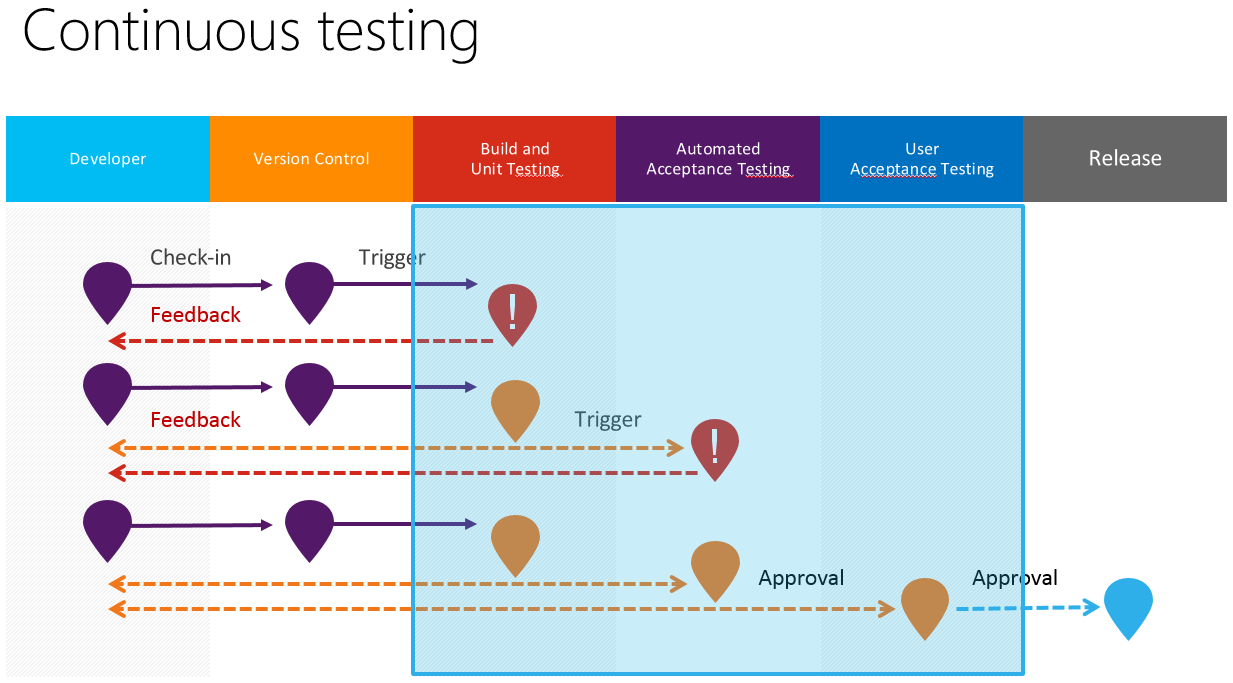 Continuous testing
Developer
Version Control
Build and
Unit Testing
Automated
Acceptance Testing
User
Acceptance Testing
Release
Check-in
Trigger
Feedback
!
Feedback
Trigger
!
Approval
Approval